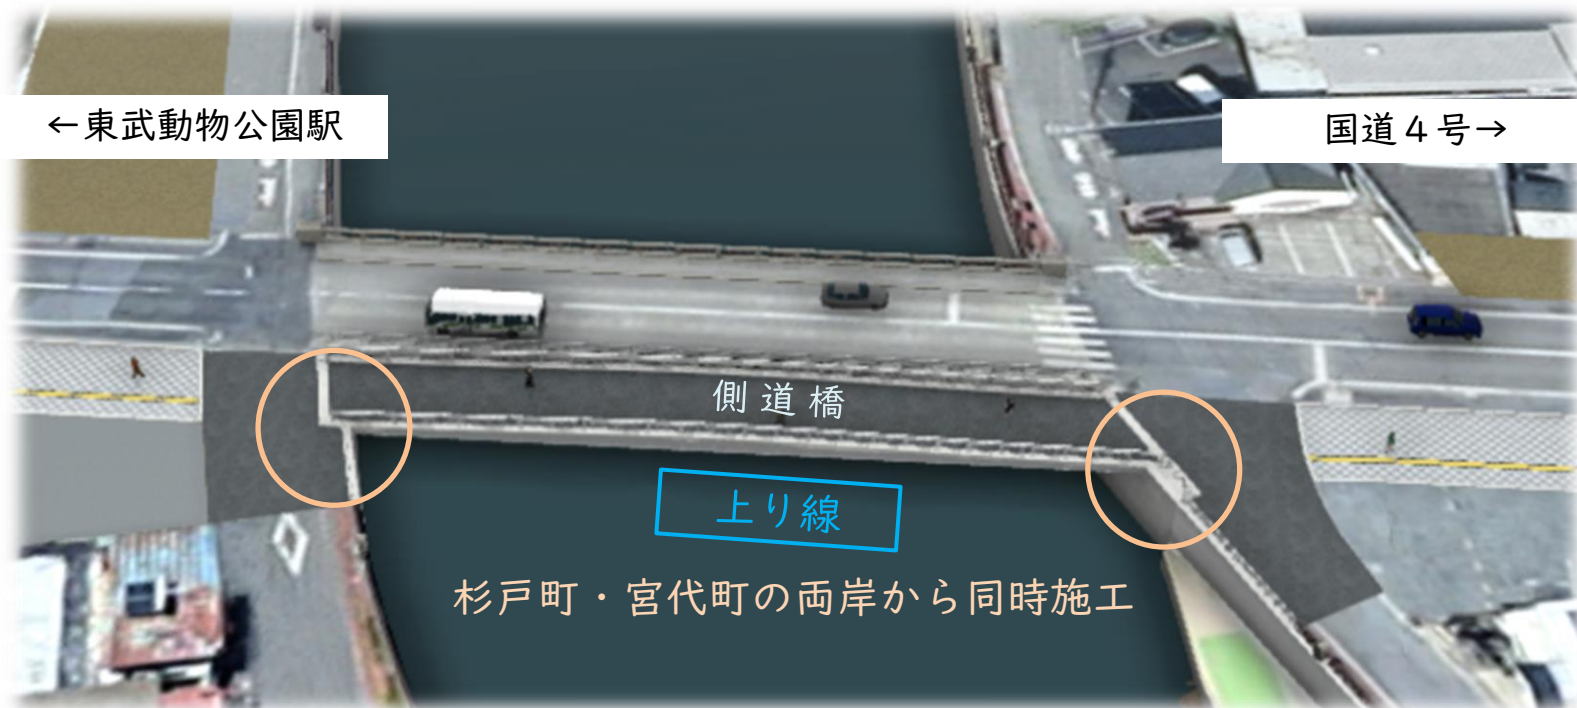 ←東武動物公園駅
国道４号→
側道橋
上り線
杉戸町・宮代町の両岸から同時施工